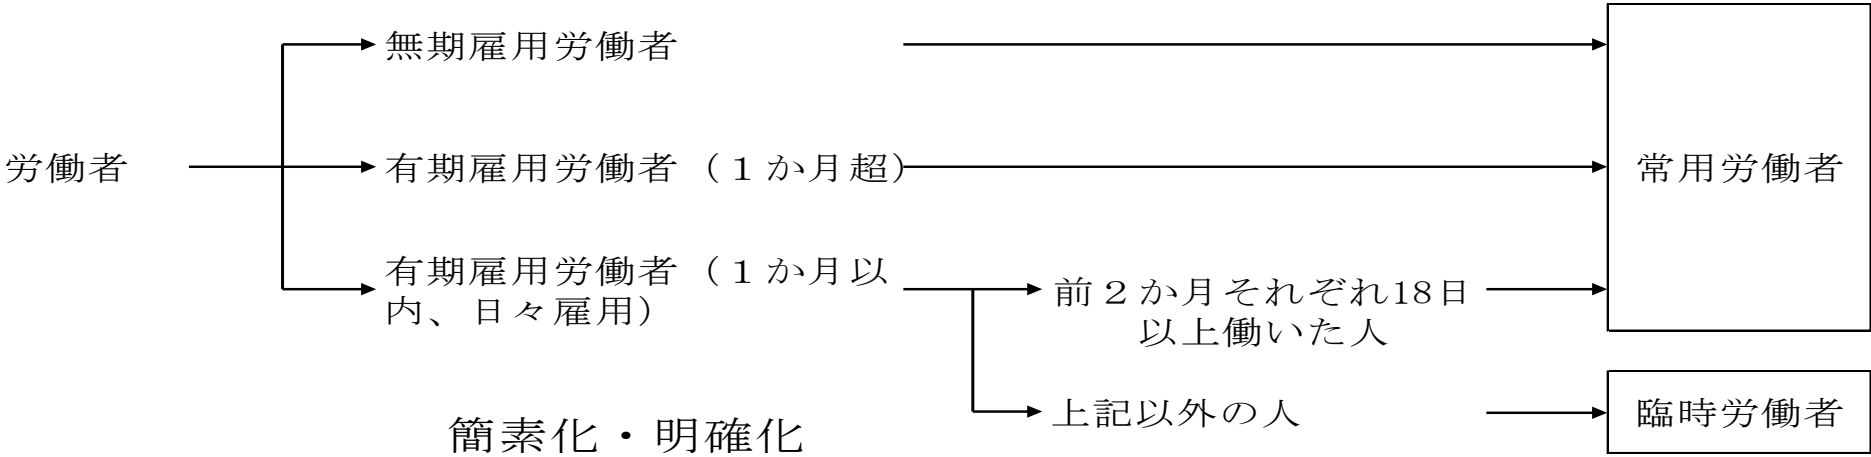 無期雇用労働者
労働者
有期雇用労働者（１か月超）
常用労働者
有期雇用労働者（１か月以
内、日々雇用）
前２か月それぞれ18日
以上働いた人
上記以外の人
臨時労働者
簡素化・明確化